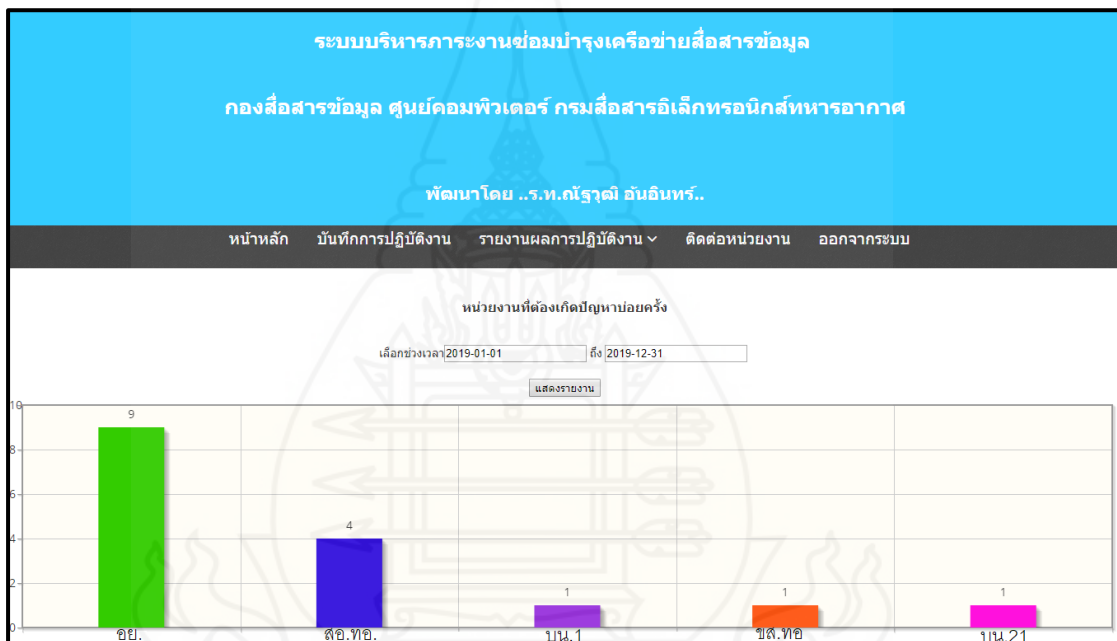 ระบบบริหารภาระงานซ่อมบำรุงเครือข่ายสื่อสารข้อมูล
กองสื่อสารข้อมูล ศูนย์คอมพิวเตอร์ กรมสื่อสารอิเล็กทรอนิกส์ทหารอากาศ
พัฒนาโดย ..ร.ท.ณัฐวุฒิ อันอินทร์..
หน้าหลัก บันทึกการปฏิบัติงาน รายงานผลการปฏิบัติงาน ติดต่อหน่วยงาน ออกจากระบบ
หน่วยงานที่ต้องเกิดปัญหาบ่อยครั้ง
เลือกช่วงเวลา 2019-01-01 ถึง 2019-12-31
แสดงรายงาน
10
9
8
6
4
4
2
1 1 1
0
อย. สอ.ทอ. บน.1 ขส.ทอ บน.21